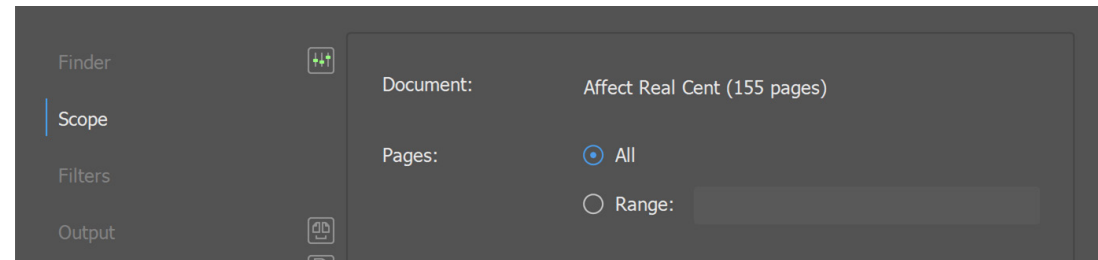 Finder
Scope
Filters
Output
Document: Affect Real Cent (155 pages)
Pages: All
Range: